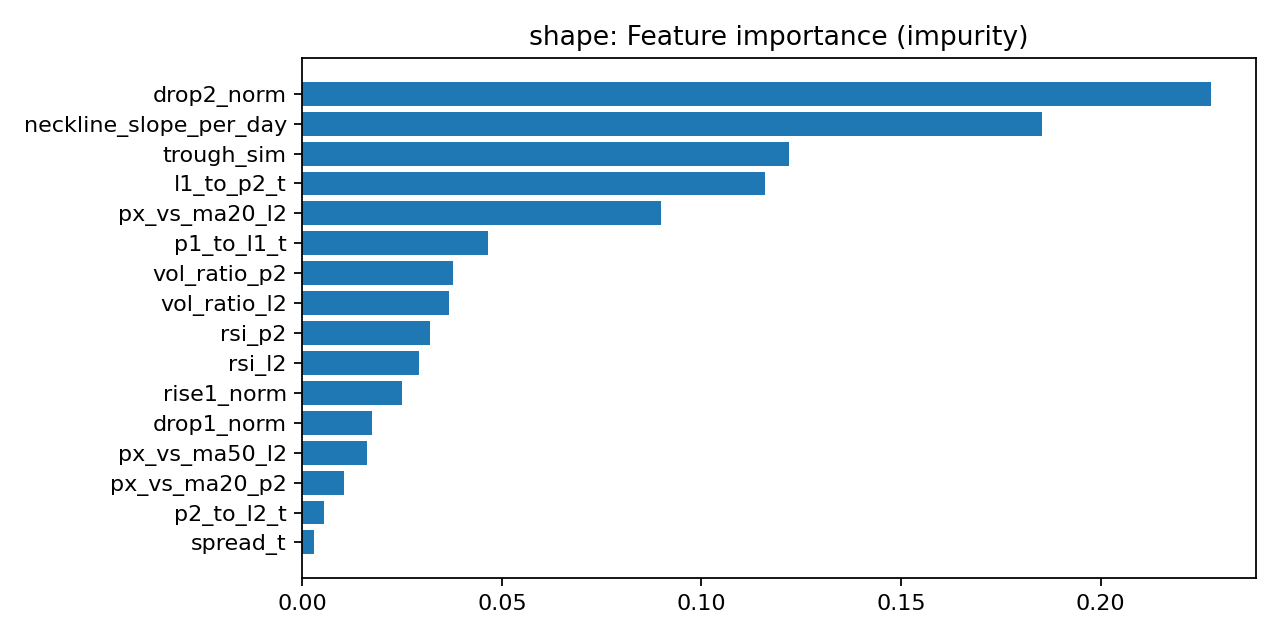 shape: Feature importance (impurity)
drop2_norm
neckline_slope_per_day
trough_sim
l1_to_p2_t
px_vs_ma20_l2
p1_to_l1_t
vol_ratio_p2
vol_ratio_l2
rsi_p2
rsi_l2
rise1_norm
drop1_norm
px_vs_ma50_l2
px_vs_ma20_p2
p2_to_l2_t
spread_t
0.00 0.05 0.10 0.15 0.20